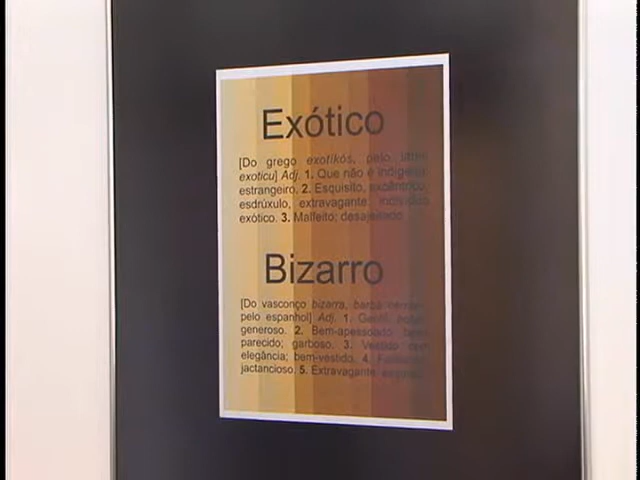 Exótico
[Do grego exotikós, pelo latim
exoticu] Adj. 1. Que não é indígena;
estrangeiro. 2. Esquisito, excêntrico,
esdrúxulo, extravagante;
exótico. 3. Malfeito; desajeitado
Bizarro
[Do vasconço bizarra,
pelo espanhol] Adj. 1.
generoso. 2. Bem-apessoado, bem-
parecido; garboso. 3. Vestido com
elegância; bem-vestido. 4.
jactancioso. 5. Extravagante,